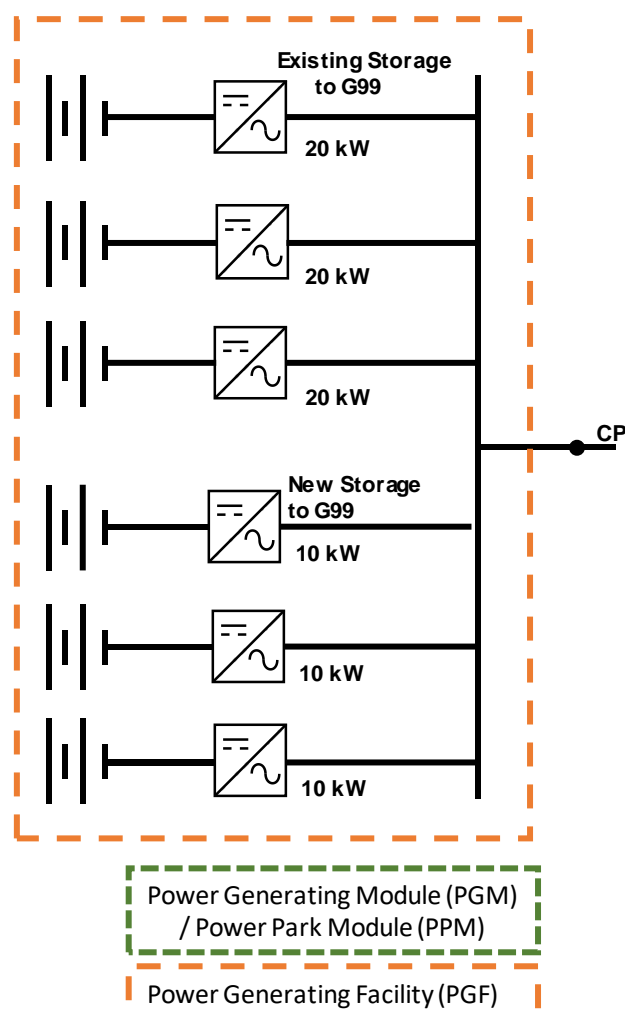 Existing Storage
to G99
20 kW
20 kW
20 kW
CP
New Storage
to G99
10 kW
10 kW
10 kW
Power Generating Module (PGM)
/ Power Park Module (PPM)
Power Generating Facility (PGF)